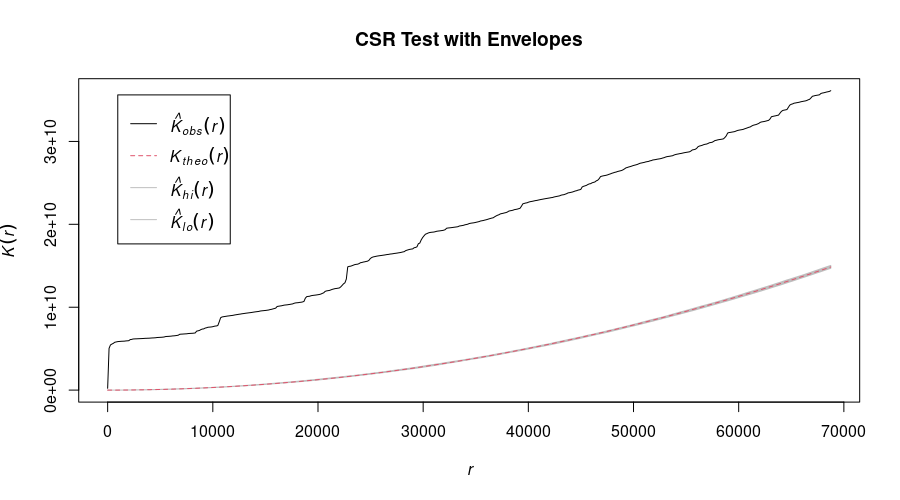 CSR Test with Envelopes
K̂obs(r)
Ktheo(r)
K̂hi(r)
K̂lo(r)
K(r)
3e+10
2e+10
1e+10
0e+00
0 10000 20000 30000 40000 50000 60000 70000
r